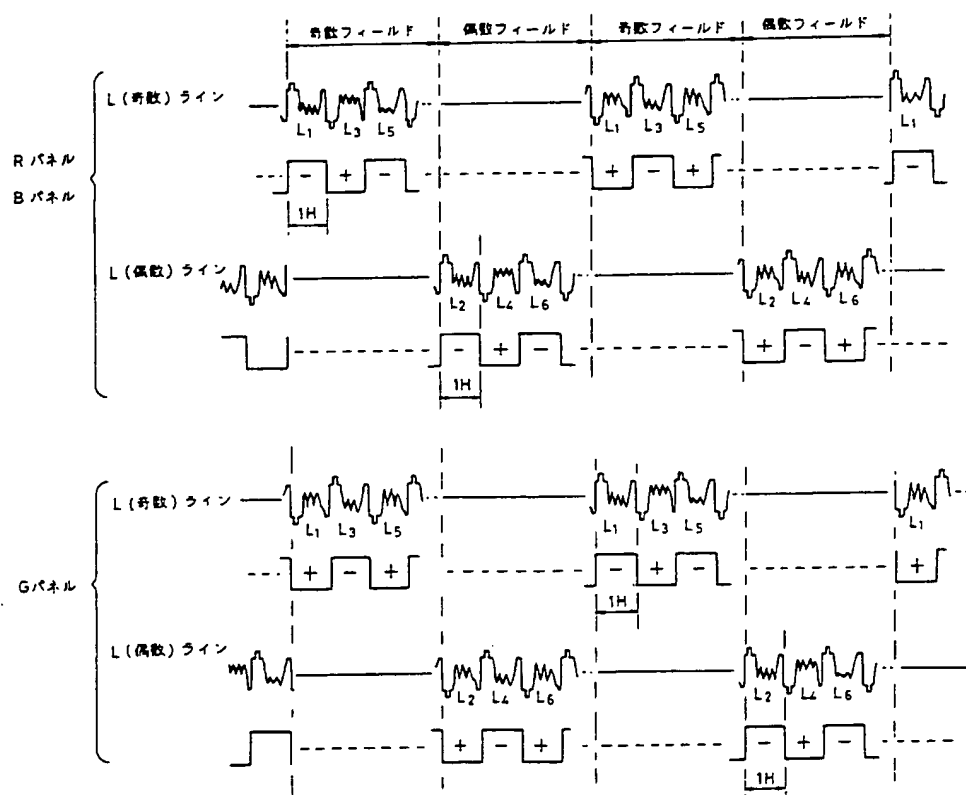 奇数フィールド 偶数フィールド 奇数フィールド 偶数フィールド
L(奇数)ライン
L1 L3 L5 L1 L3 L5 L1
Rパネル
Bパネル
- + - + - + -
1H
L(偶数)ライン
L2 L4 L6 L2 L4 L6
- + - + - +
1H
L(奇数)ライン
L1 L3 L5 L1 L3 L5 L1
Gパネル
+ - + - + - +
1H
L(偶数)ライン
L2 L4 L6 L2 L4 L6
+ - + - + -
1H